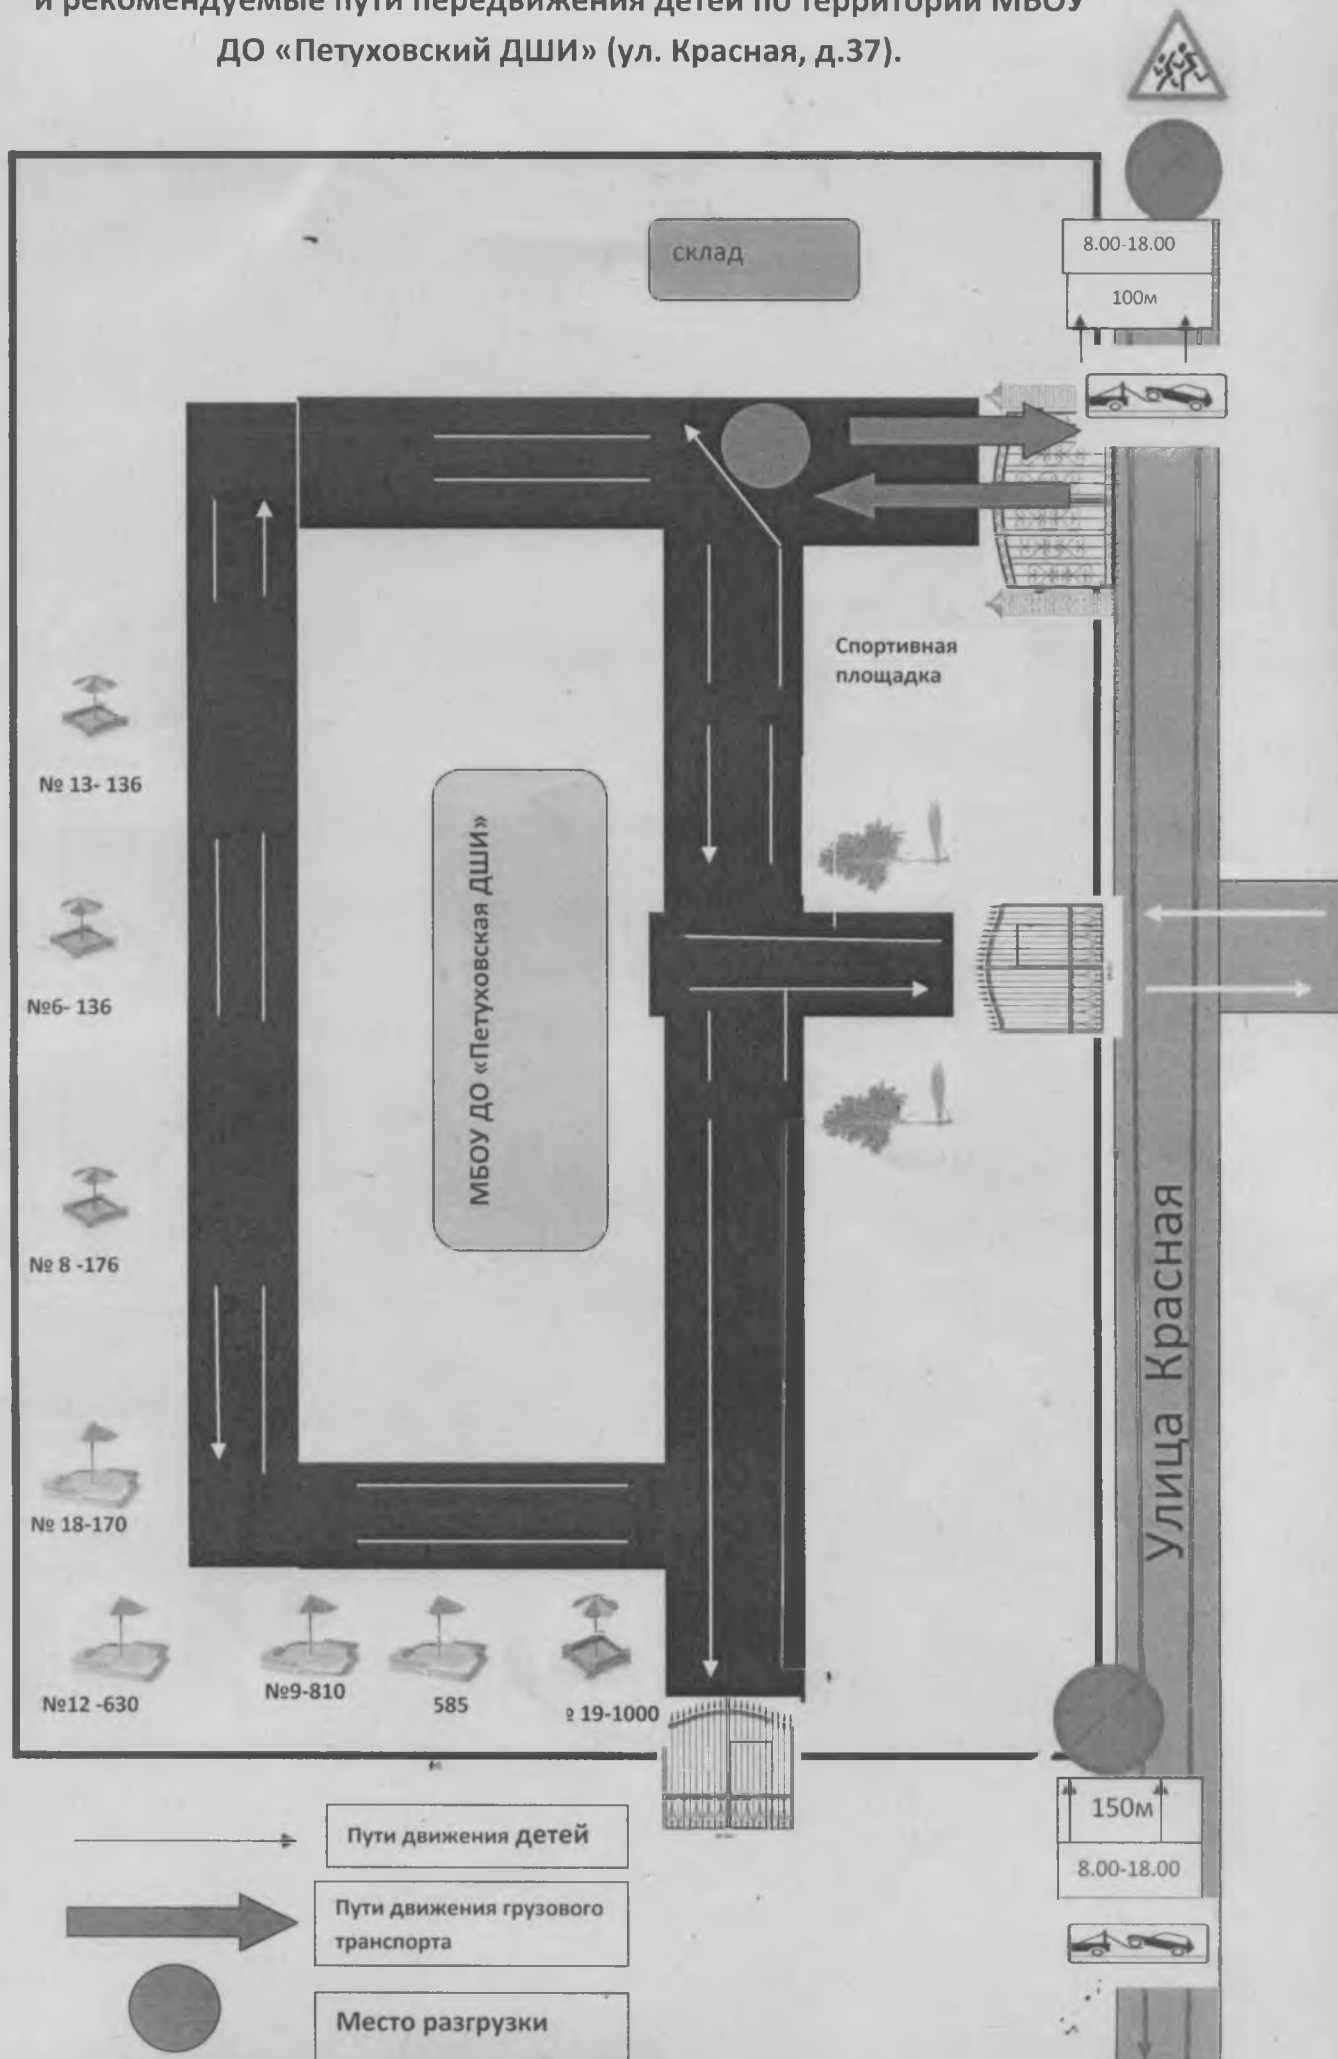 и рекомендуемые пути передвижения детей по территории МБОУ
ДО «Петуховский ДШИ» (ул. Красная, д.37).
склад
8.00-18.00
100м
Спортивная
площадка
№ 13- 136
№6- 136
МБОУ ДО «Петуховская ДШИ»
№ 8 -176
Улица Красная
№ 18-170
№12 -630
№9-810
585
19-1000
150м
8.00-18.00
Пути движения детей
Пути движения грузового
транспорта
Место разгрузки